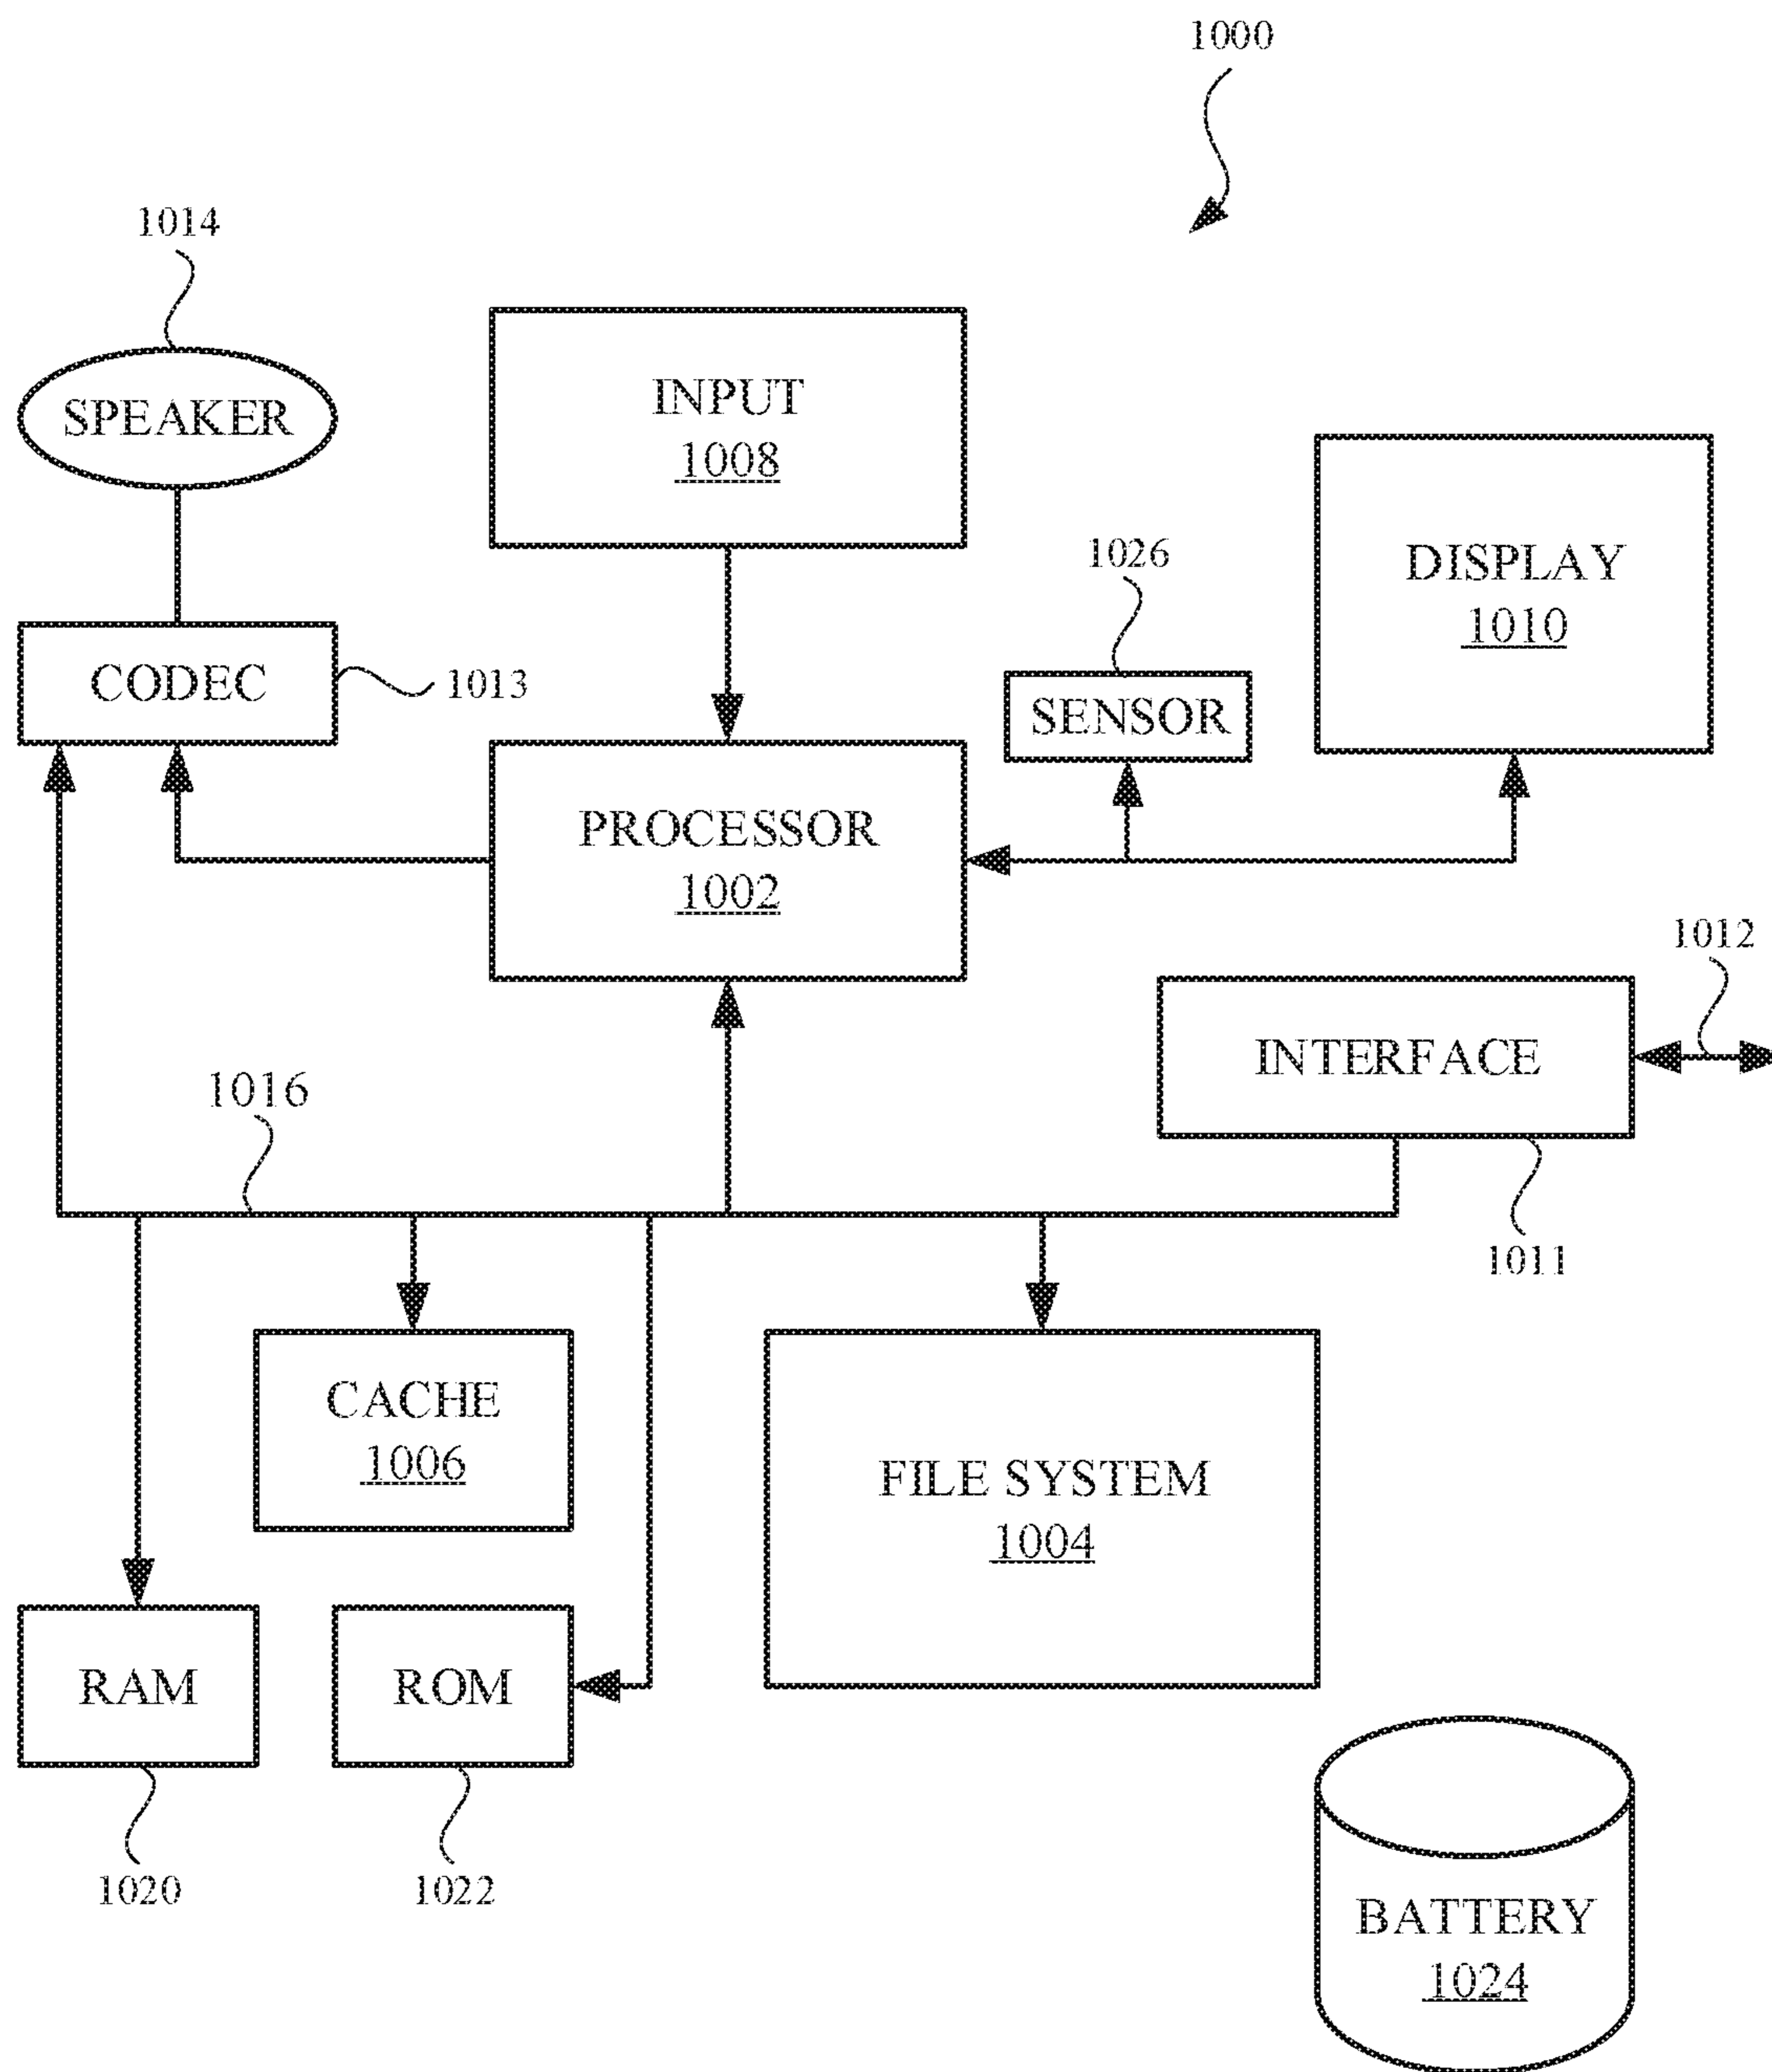 1000
1014
SPEAKER
INPUT
1008
1026
DISPLAY
1010
CODEC
1013
SENSOR
PROCESSOR
1002
1012
INTERFACE
1016
1011
CACHE
1006
FILE SYSTEM
1004
RAM
ROM
1020
1022
BATTERY
1024